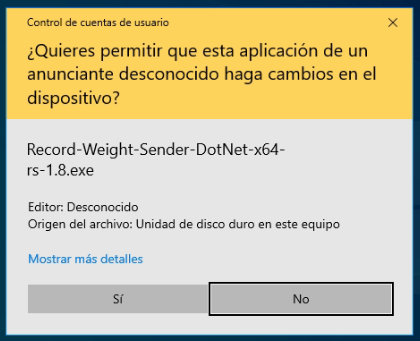 Control de cuentas de usuario
¿Quieres permitir que esta aplicación de un
anunciante desconocido haga cambios en el
dispositivo?
Record-Weight-Sender-DotNet-x64-
rs-1.8.exe
Editor: Desconocido
Origen del archivo: Unidad de disco duro en este equipo
Mostrar más detalles
Sí
No